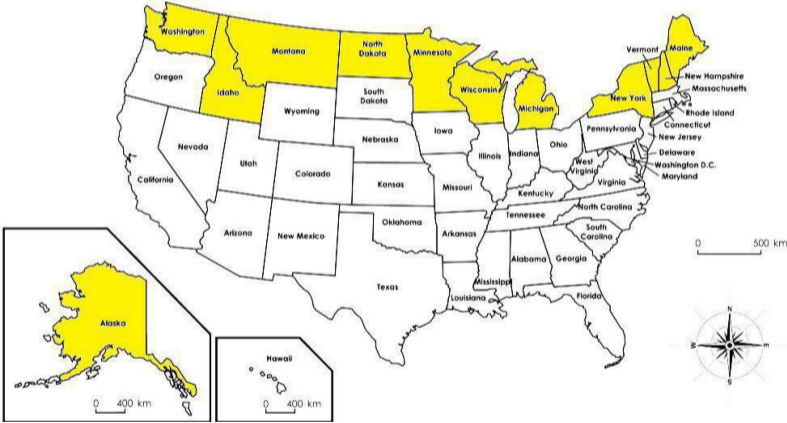 Washington
Montana
North
Dakota
Minnesota
Vermont
Maine
Oregon
Idaho
Wyoming
South
Dakota
Wisconsin
Michigan
New York
New Hampshire
Massachusetts
Rhode Island
Connecticut
New Jersey
Nevada
Utah
Colorado
Nebraska
Iowa
Illinois
Indiana
Ohio
Pennsylvania
Delaware
Washington D.C.
Maryland
West
Virginia
Virginia
California
Kansas
Missouri
Kentucky
North Carolina
Tennessee
Arizona
New Mexico
Oklahoma
Arkansas
South
Carolina
Mississippi
Alabama
Georgia
Texas
Louisiana
Florida
0 500 km
Alaska
0 400 km
Hawaii
0 400 km
N
W
E
S